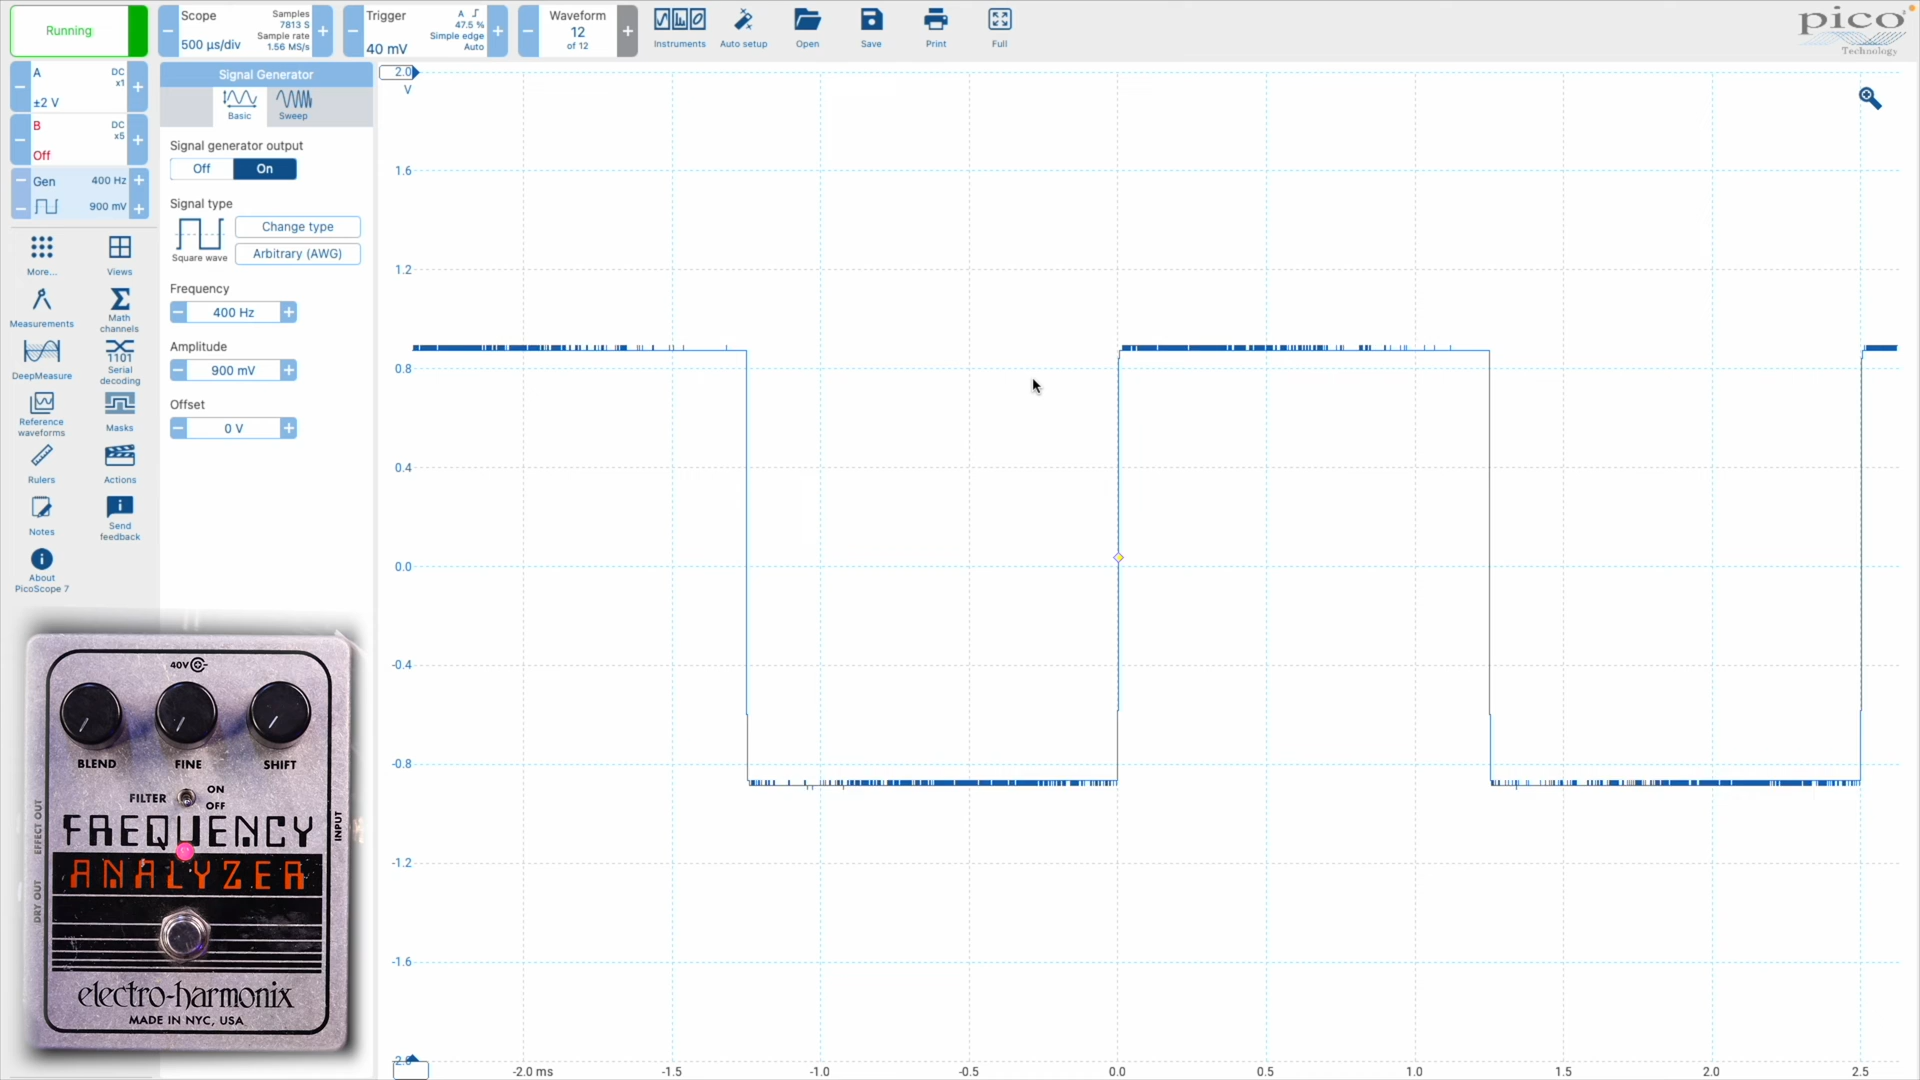 Running
Scope
500 µs/div
Samples
7813 S
Sample rate
1.56 MS/s
Trigger
40 mV
A
47.5 %
Simple edge
Auto
Waveform
12
of 12
Instruments
Auto setup
Open
Save
Print
Full
pico
Technology
A
DC
x1
±2 V
B
DC
x5
Off
Gen
400 Hz
900 mV
More...
Views
Measurements
Math
channels
DeepMeasure
1101
Serial
decoding
Reference
waveforms
Masks
Rulers
Actions
Notes
Send
feedback
About
PicoScope 7
Signal Generator
Basic
Sweep
Signal generator output
Off
On
Signal type
Square wave
Change type
Arbitrary (AWG)
Frequency
400 Hz
Amplitude
900 mV
Offset
0 V
2.0
V
1.6
1.2
0.8
0.4
0.0
-0.4
-0.8
-1.2
-1.6
-2.0 ms
-1.5
-1.0
-0.5
0.0
0.5
1.0
1.5
2.0
2.5
40V
BLEND
FINE
SHIFT
FILTER
ON
OFF
EFFECT OUT
INPUT
FREQUENCY
ANALYZER
DRY OUT
electro-harmonix
MADE IN NYC, USA